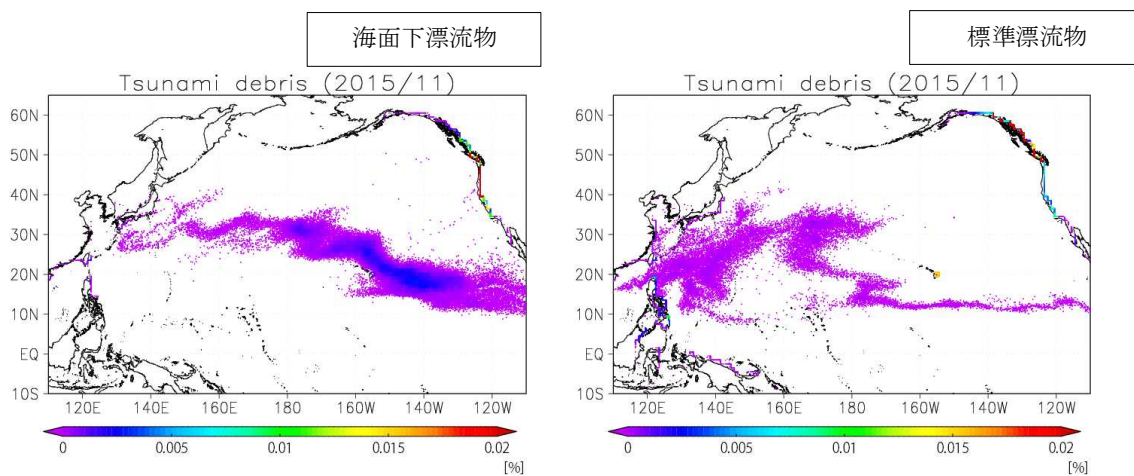 海面下漂流物
Tsunami debris (2015/11)
60N
50N
40N
30N
20N
10N
EQ
10S
120E 140E 160E 180 160W 140W 120W
0 0.005 0.01 0.015 0.02
[%]
標準漂流物
Tsunami debris (2015/11)
60N
50N
40N
30N
20N
10N
EQ
10S
120E 140E 160E 180 160W 140W 120W
0 0.005 0.01 0.015 0.02
[%]